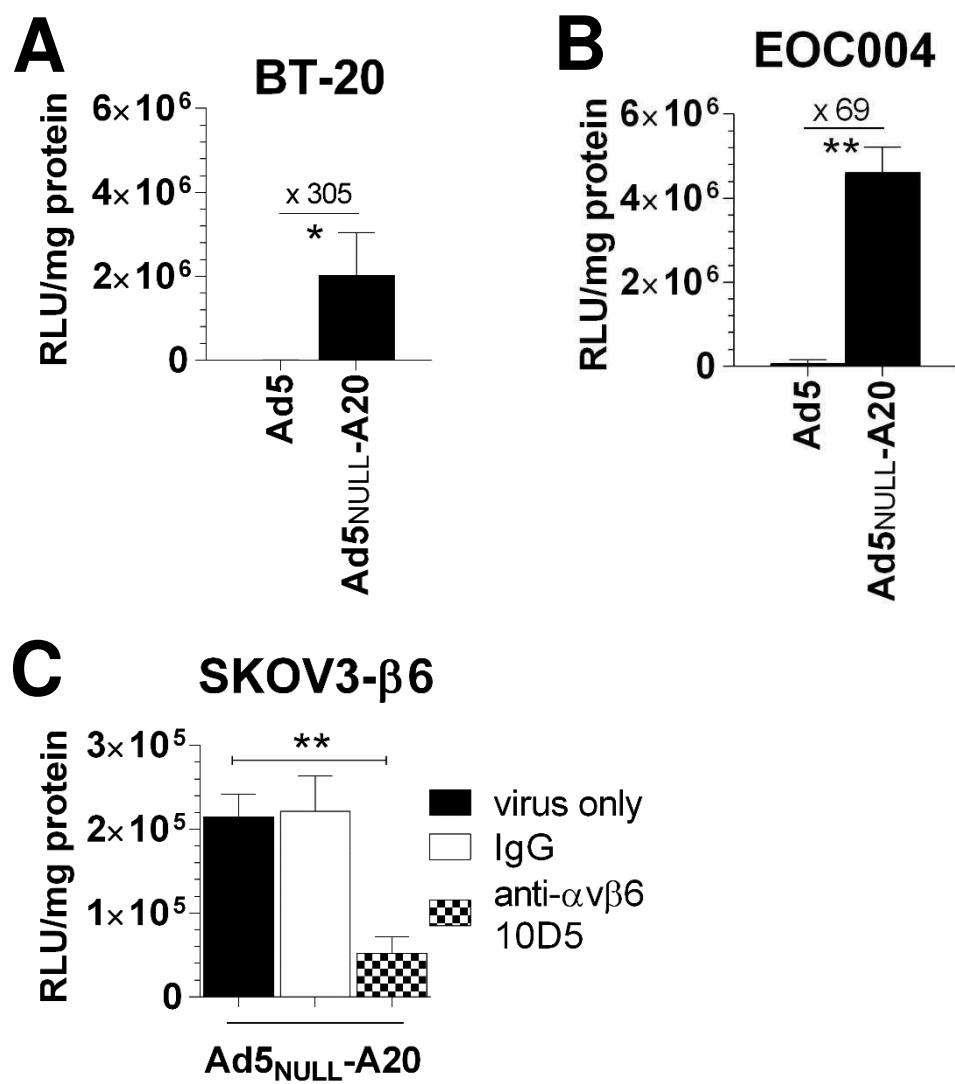 A
BT-20
RLU/mg protein
6×10⁶
4×10⁶
2×10⁶
0
x 305
*
Ad5
Ad5NULL-A20
B
EOC004
RLU/mg protein
6×10⁶
4×10⁶
2×10⁶
0
x 69
**
Ad5
Ad5NULL-A20
C
SKOV3-β6
RLU/mg protein
3×10⁵
2×10⁵
1×10⁵
0
**
virus only
IgG
anti-αvβ6
10D5
Ad5NULL-A20